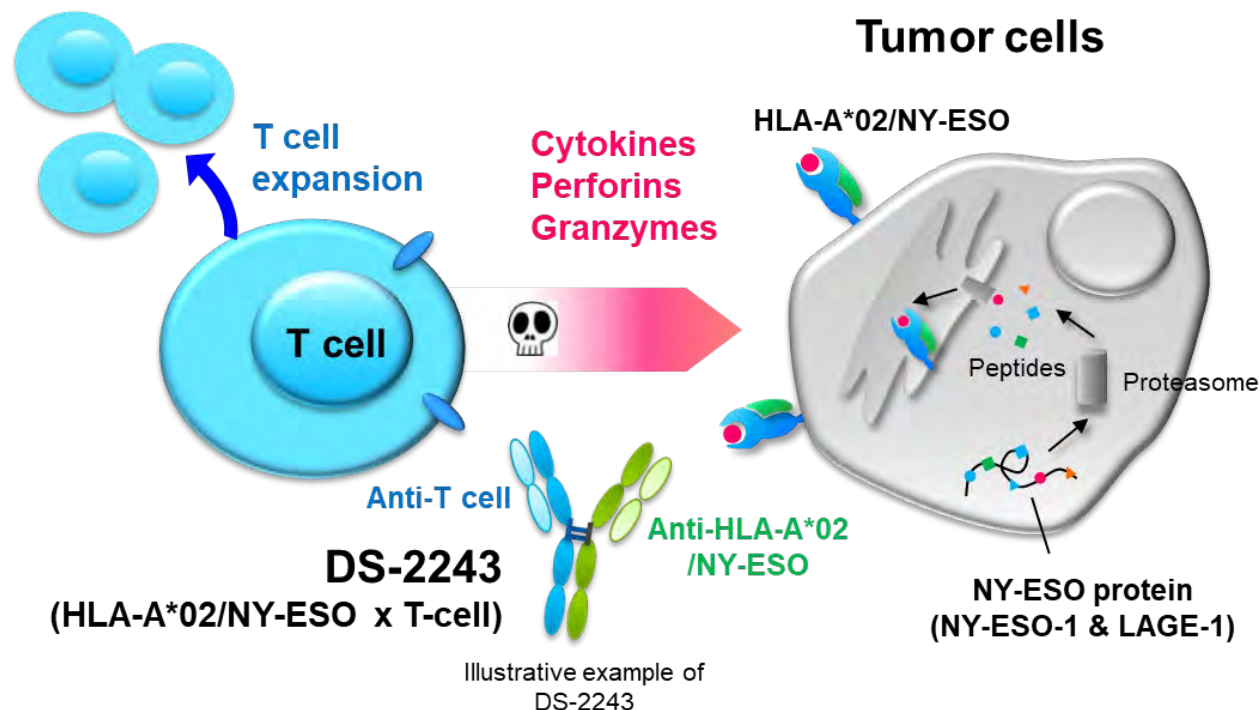 Tumor cells
HLA-A*02/NY-ESO
T cell
expansion
Cytokines
Perforins
Granzymes
T cell
Peptides
Proteasome
Anti-T cell
Anti-HLA-A*02
/NY-ESO
DS-2243
(HLA-A*02/NY-ESO x T-cell)
NY-ESO protein
(NY-ESO-1 & LAGE-1)
Illustrative example of
DS-2243